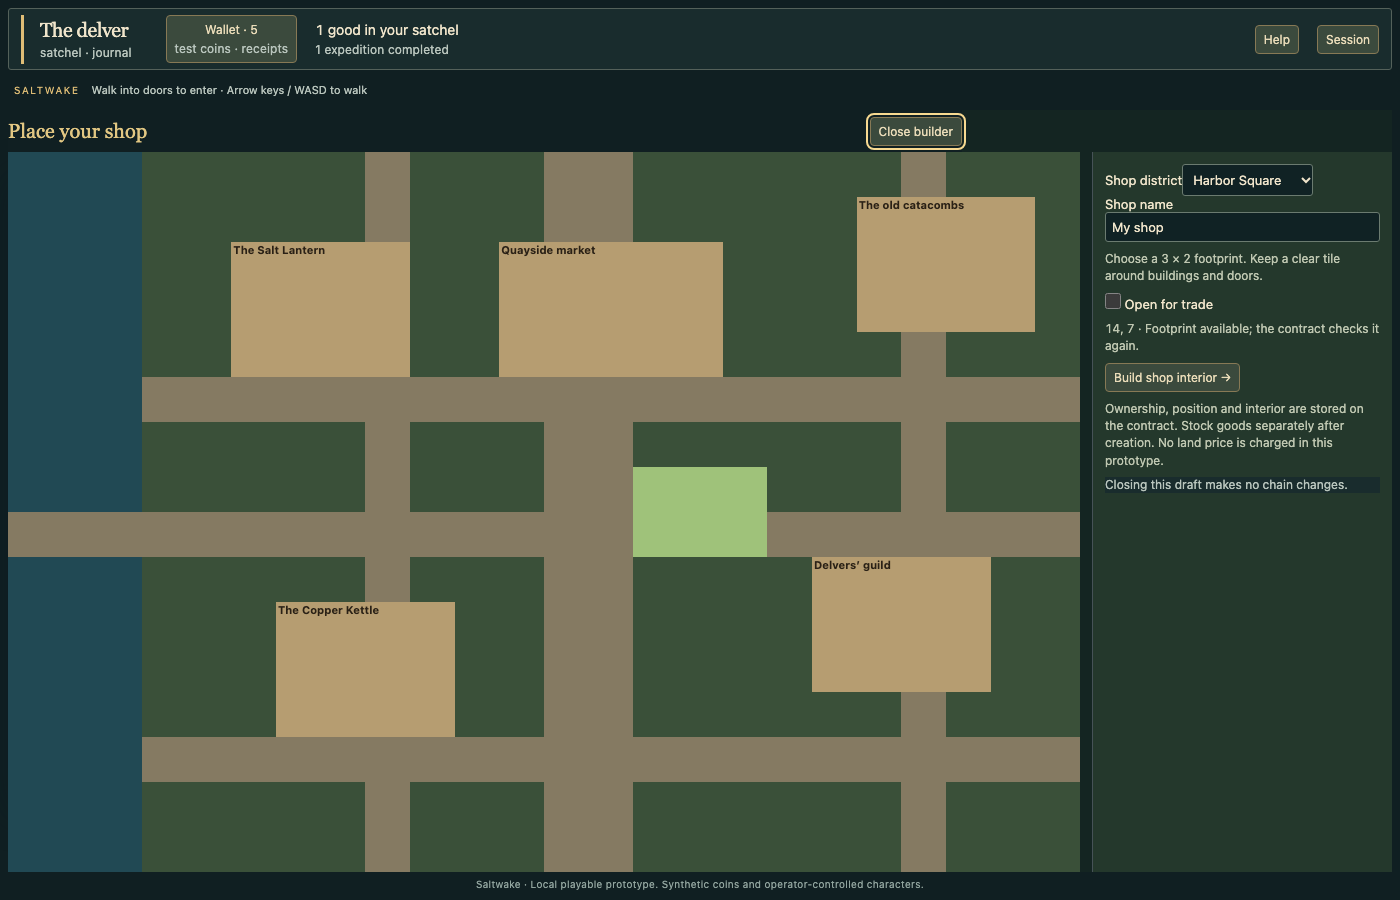 The delver
satchel · journal
Wallet · 5
test coins · receipts
1 good in your satchel
1 expedition completed
Help
Session
SALTWAKE
Walk into doors to enter · Arrow keys / WASD to walk
Place your shop
Close builder
The Salt Lantern
Quayside market
The old catacombs
The Copper Kettle
Delvers’ guild
Shop district
Harbor Square
Shop name
My shop
Choose a 3 × 2 footprint. Keep a clear tile
around buildings and doors.
Open for trade
14, 7 · Footprint available; the contract checks it
again.
Build shop interior →
Ownership, position and interior are stored on
the contract. Stock goods separately after
creation. No land price is charged in this
prototype.
Closing this draft makes no chain changes.
Saltwake · Local playable prototype. Synthetic coins and operator-controlled characters.